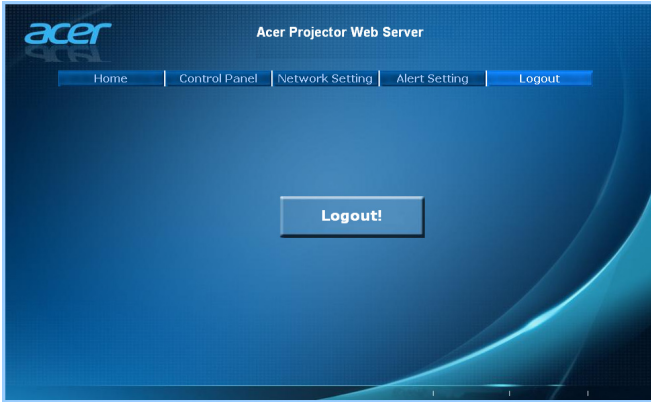 acer
Acer Projector Web Server
Home Control Panel Network Setting Alert Setting Logout
Logout!